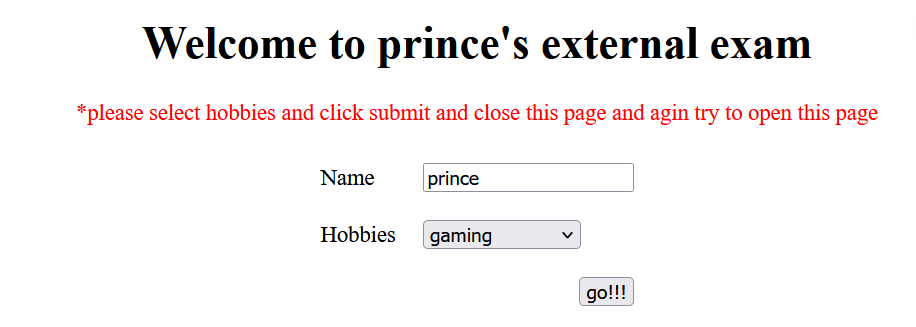 Welcome to prince's external exam
*please select hobbies and click submit and close this page and agin try to open this page
Name prince
Hobbies gaming
go!!!